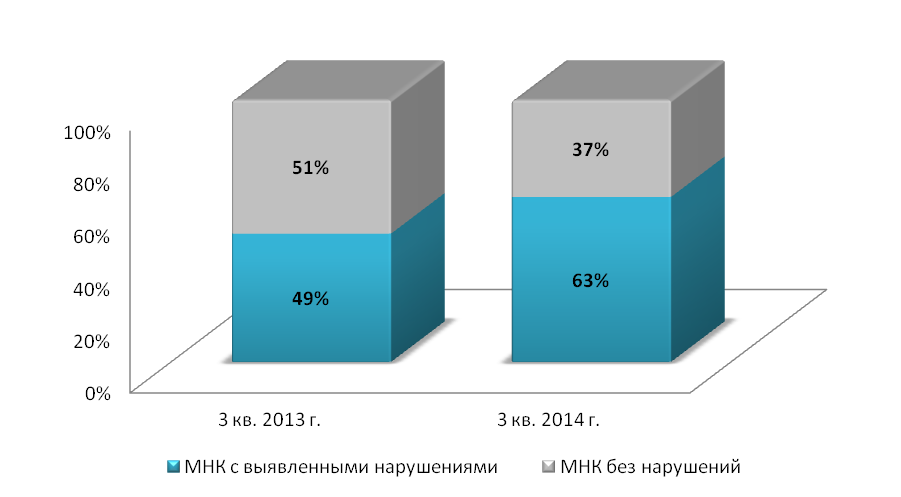 100%
80%
60%
40%
20%
0%
51%
37%
49%
63%
3 кв. 2013 г.
3 кв. 2014 г.
МНК с выявленными нарушениями
МНК без нарушений